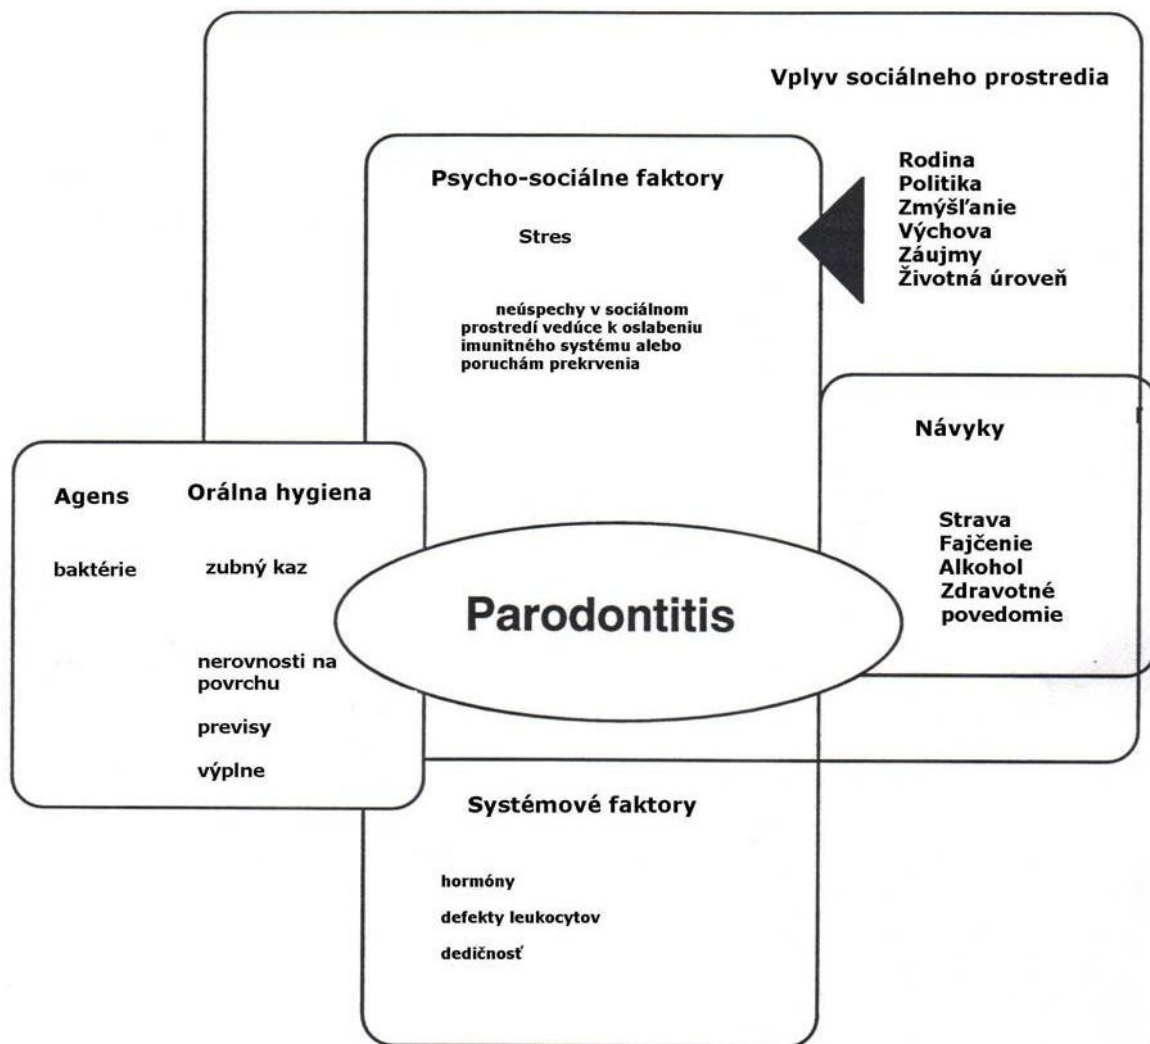 Vplyv sociálneho prostredia
Rodina
Politika
Zmýšľanie
Výchova
Záujmy
Životná úroveň
Psycho-sociálne faktory
Stres
neúspechy v sociálnom
prostredí vedúce k oslabeniu
imunitného systému alebo
poruchám prekrvenia
Návyky
Strava
Fajčenie
Alkohol
Zdravotné
povedomie
Agens
baktérie
Orálna hygiena
zubný kaz
nerovnosti na
povrchu
previsy
výplne
Parodontitis
Systémové faktory
hormóny
defekty leukocytov
dedičnosť